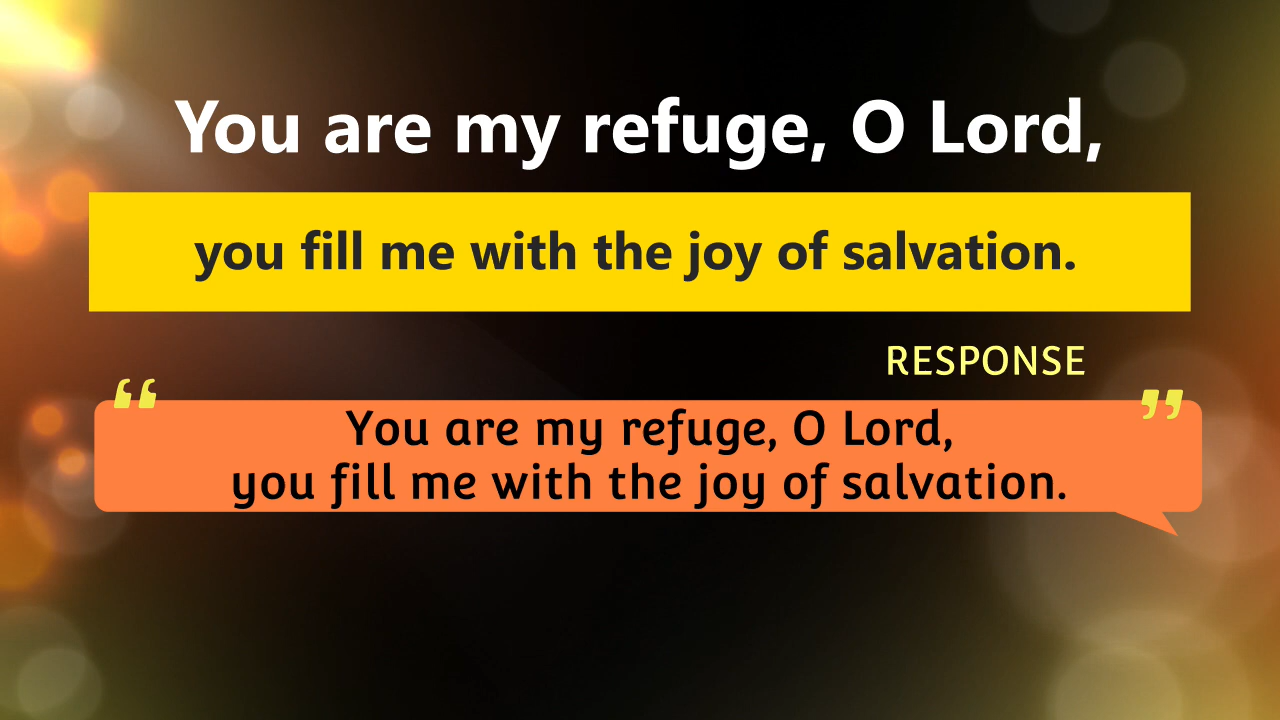 You are my refuge, O Lord,
you fill me with the joy of salvation.
RESPONSE
“ ”
You are my refuge, O Lord,
you fill me with the joy of salvation.